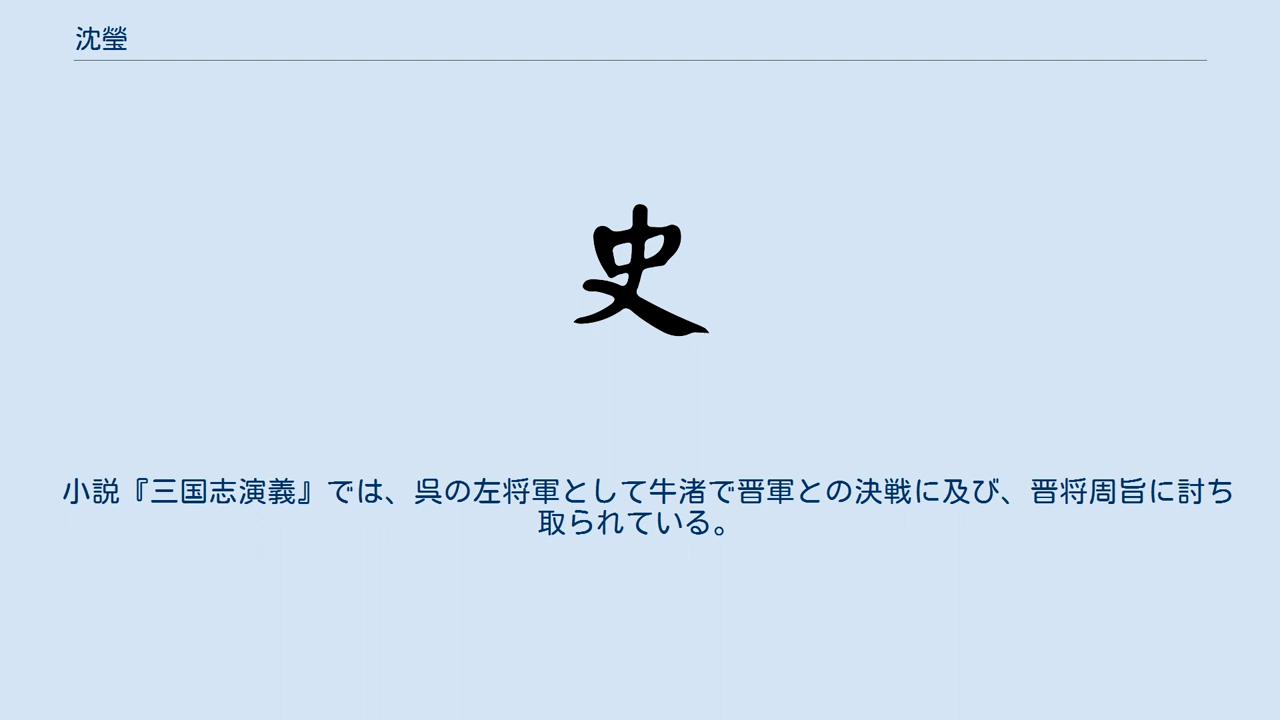 沈瑩
史
小説『三国志演義』では、呉の左将軍として牛渚で晋軍との決戦に及び、晋将周旨に討ち
取られている。